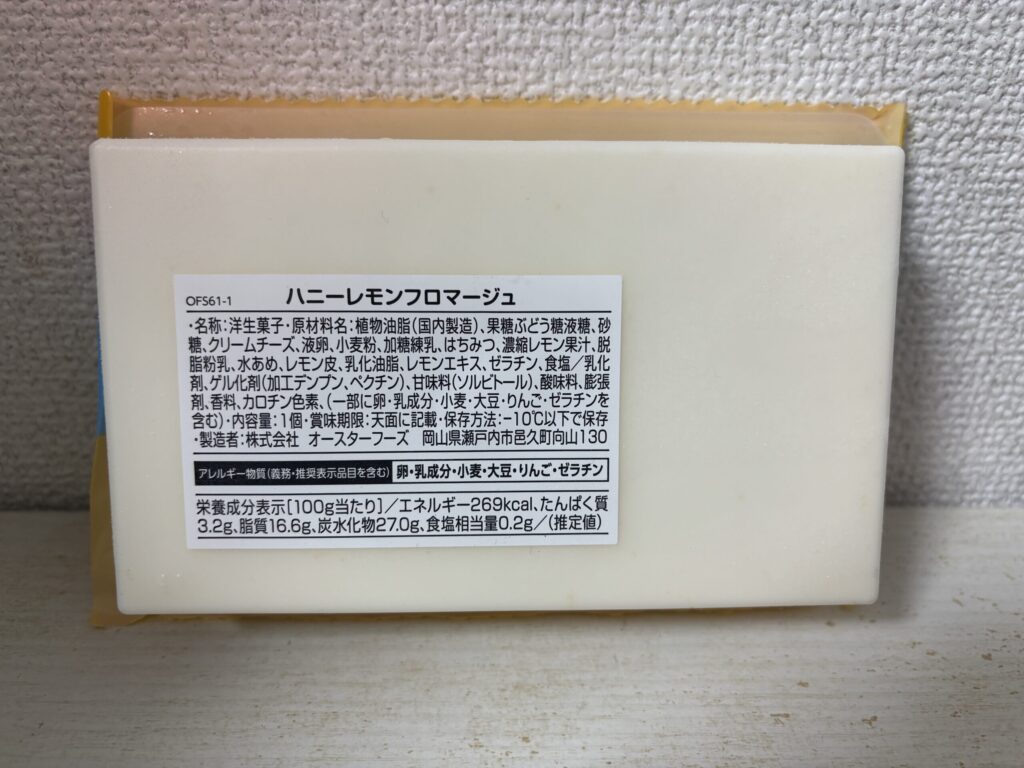 OFS61-1 ハニーレモンフロマージュ
・名称：洋生菓子・原材料名：植物油脂（国内製造）、果糖ぶどう糖液糖、砂
糖、クリームチーズ、液卵、小麦粉、加糖練乳、はちみつ、濃縮レモン果汁、脱
脂粉乳、水あめ、レモン皮、乳化油脂、レモンエキス、ゼラチン、食塩／乳化
剤、ゲル化剤（加工デンプン、ペクチン）、甘味料（ソルビトール）、酸味料、膨張
剤、香料、カロチン色素、（一部に卵・乳成分・小麦・大豆・りんご・ゼラチンを
含む）・内容量：1個・賞味期限：天面に記載・保存方法：−10℃以下で保存
・製造者：株式会社 オースターフーズ 岡山県瀬戸内市邑久町向山130
アレルギー物質（義務・推奨表示品目を含む） 卵・乳成分・小麦・大豆・りんご・ゼラチン
栄養成分表示［100g当たり］／エネルギー269kcal、たんぱく質
3.2g、脂質16.6g、炭水化物27.0g、食塩相当量0.2g／（推定値）